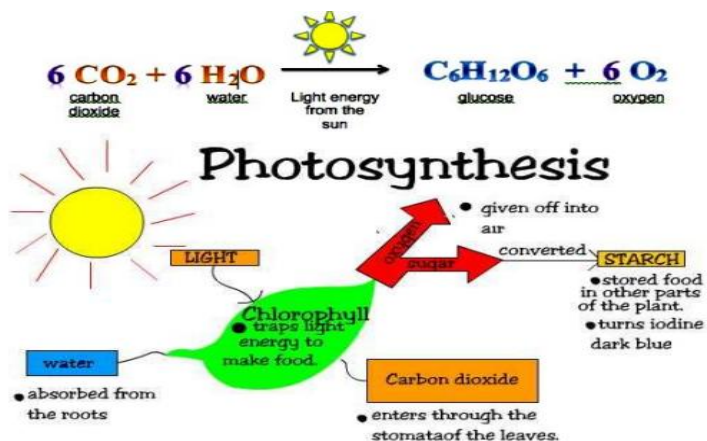 6 CO₂ + 6 H₂O → C₆H₁₂O₆ + 6 O₂
carbon dioxide
water
Light energy
from the
sun
glucose
oxygen
Photosynthesis
LIGHT
oxygen
sugar
• given off into
air
converted
STARCH
• stored food
in other parts
of the plant.
• turns iodine
dark blue
Chlorophyll
• traps light
energy to
make food.
water
• absorbed from
the roots
Carbon dioxide
• enters through the
stomataof the leaves.